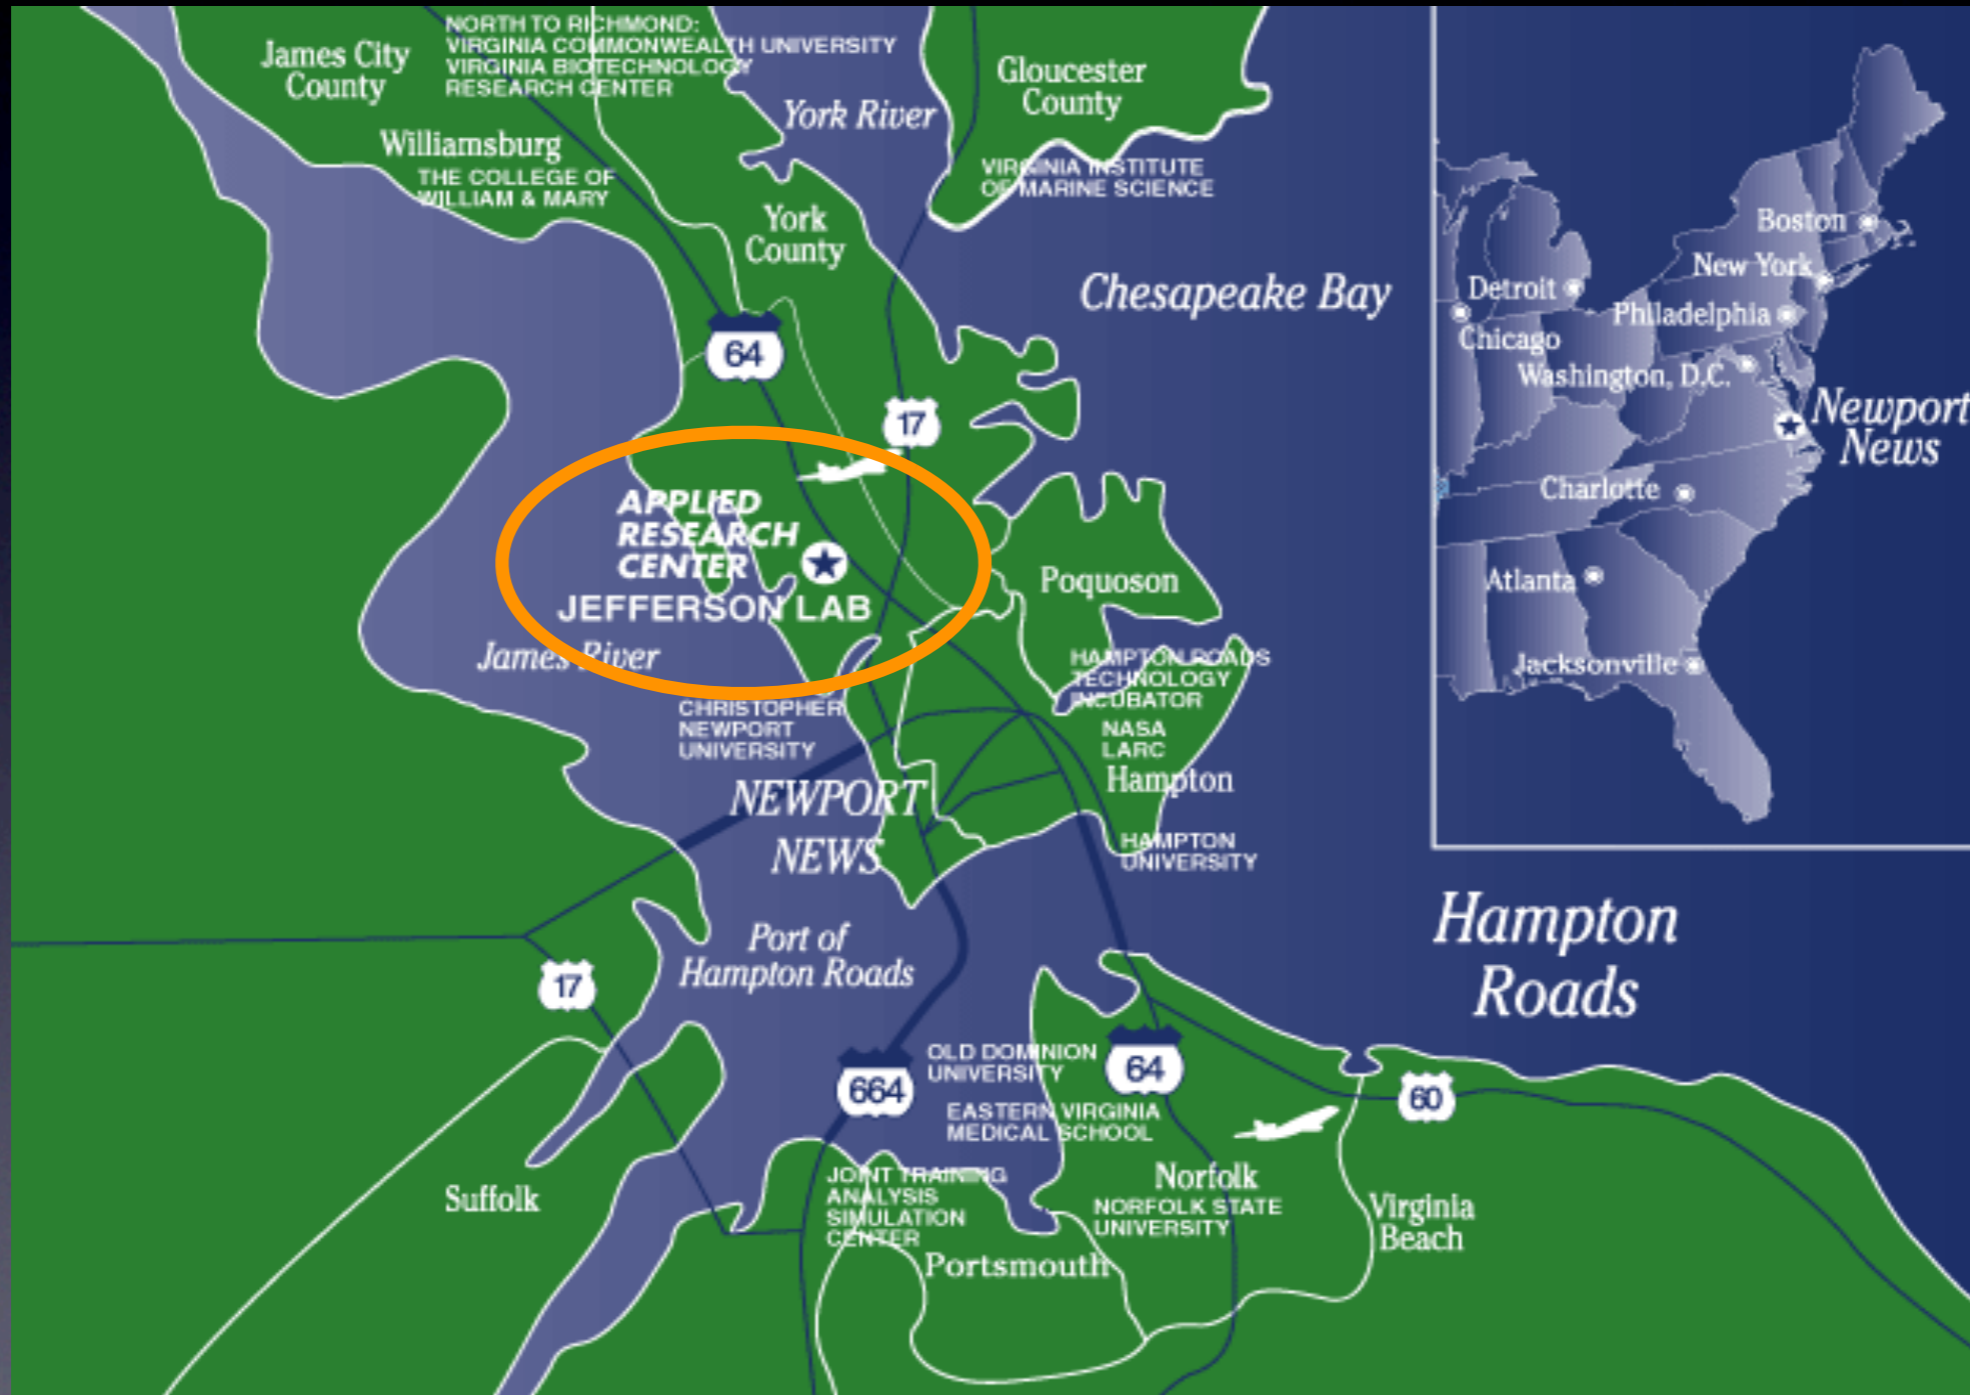 NORTH TO RICHMOND:
VIRGINIA COMMONWEALTH UNIVERSITY
VIRGINIA BIOTECHNOLOGY
RESEARCH CENTER
James City
County
Gloucester
County
York River
Williamsburg
THE COLLEGE OF
WILLIAM & MARY
VIRGINIA INSTITUTE
OF MARINE SCIENCE
York
County
Chesapeake Bay
64
17
APPLIED
RESEARCH
CENTER
JEFFERSON LAB
Poquoson
James River
HAMPTON ROADS
TECHNOLOGY
INCUBATOR
CHRISTOPHER
NEWPORT
UNIVERSITY
NASA
LARC
Hampton
NEWPORT
NEWS
HAMPTON
UNIVERSITY
Port of
Hampton Roads
17
664
OLD DOMINION
UNIVERSITY
64
60
EASTERN VIRGINIA
MEDICAL SCHOOL
JOINT TRAINING
ANALYSIS
SIMULATION
CENTER
Suffolk
Norfolk
NORFOLK STATE
UNIVERSITY
Virginia
Beach
Portsmouth
Boston
New York
Detroit
Philadelphia
Chicago
Washington, D.C.
Newport
News
Charlotte
Atlanta
Jacksonville
Hampton
Roads